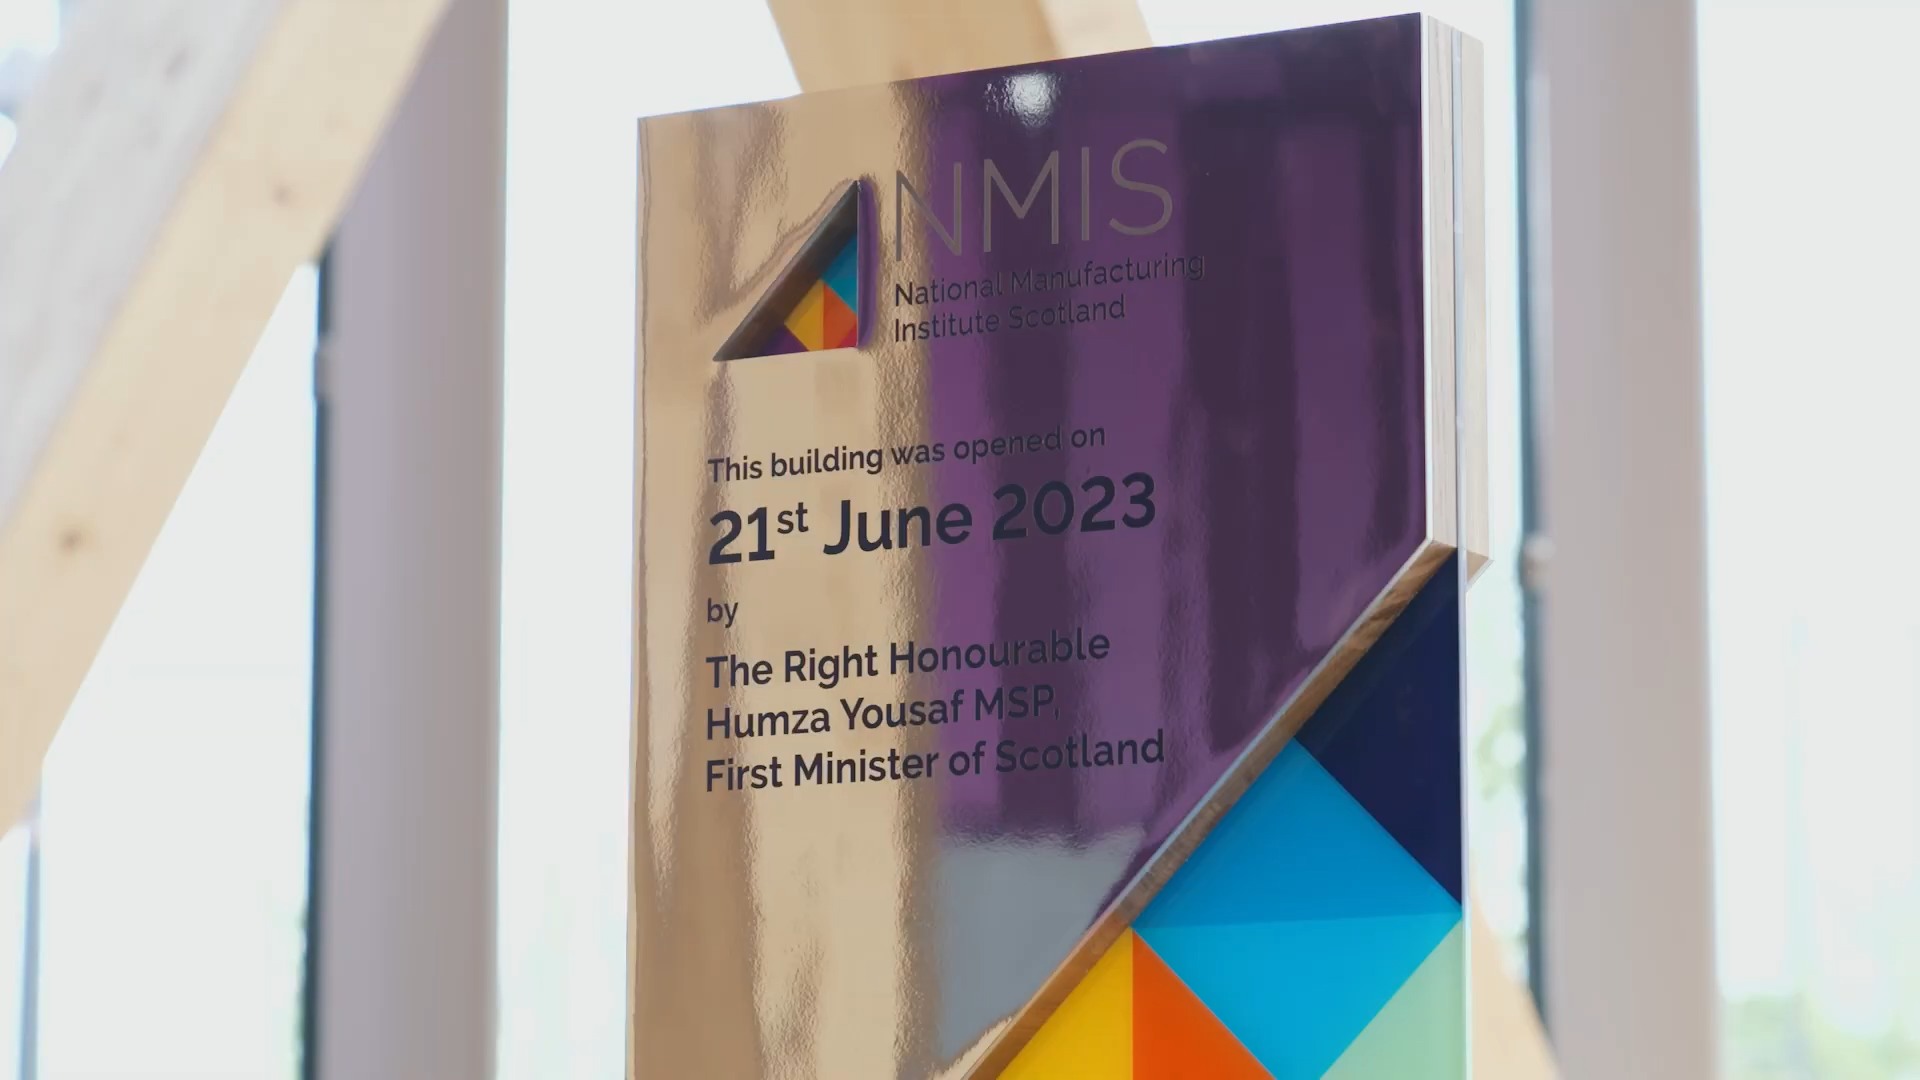 NMIS
National Manufacturing
Institute Scotland
This building was opened on
21st June 2023
by
The Right Honourable
Humza Yousaf MSP,
First Minister of Scotland